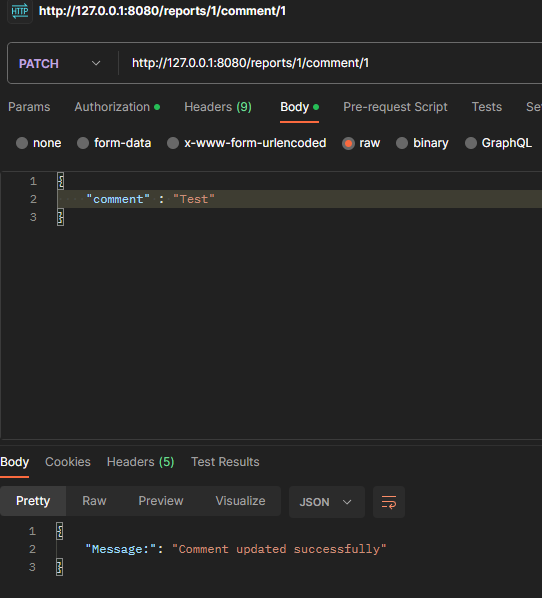 HTTP http://127.0.0.1:8080/reports/1/comment/1
PATCH http://127.0.0.1:8080/reports/1/comment/1
Params Authorization Headers (9) Body Pre-request Script Tests Se
none form-data x-www-form-urlencoded raw binary GraphQL
1 {
2 "comment" : "Test"
3 }
Body Cookies Headers (5) Test Results
Pretty Raw Preview Visualize JSON
1 {
2 "Message:": "Comment updated successfully"
3 }